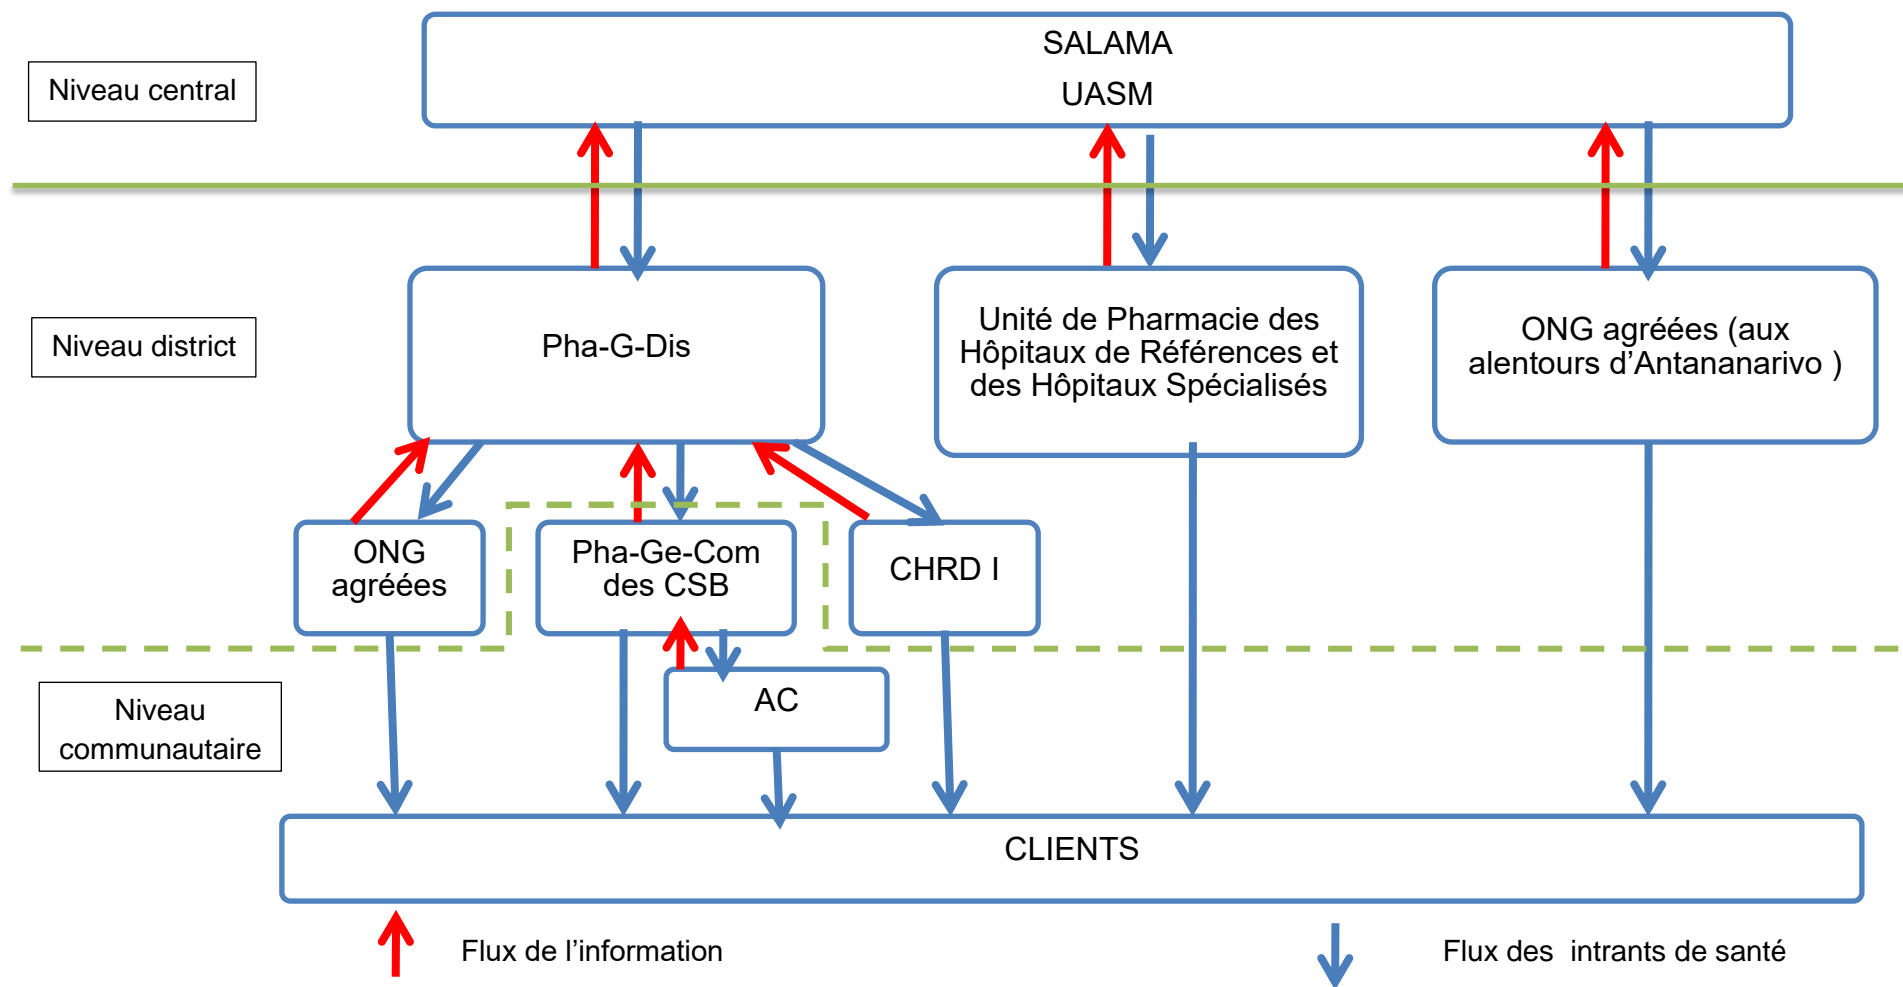 SALAMA
UASM
Niveau central
Niveau district
Pha-G-Dis
Unité de Pharmacie des
Hôpitaux de Références et
des Hôpitaux Spécialisés
ONG agréées (aux
alentours d’Antananarivo )
ONG
agréées
Pha-Ge-Com
des CSB
CHRD I
Niveau
communautaire
AC
CLIENTS
Flux de l’information
Flux des  intrants de santé